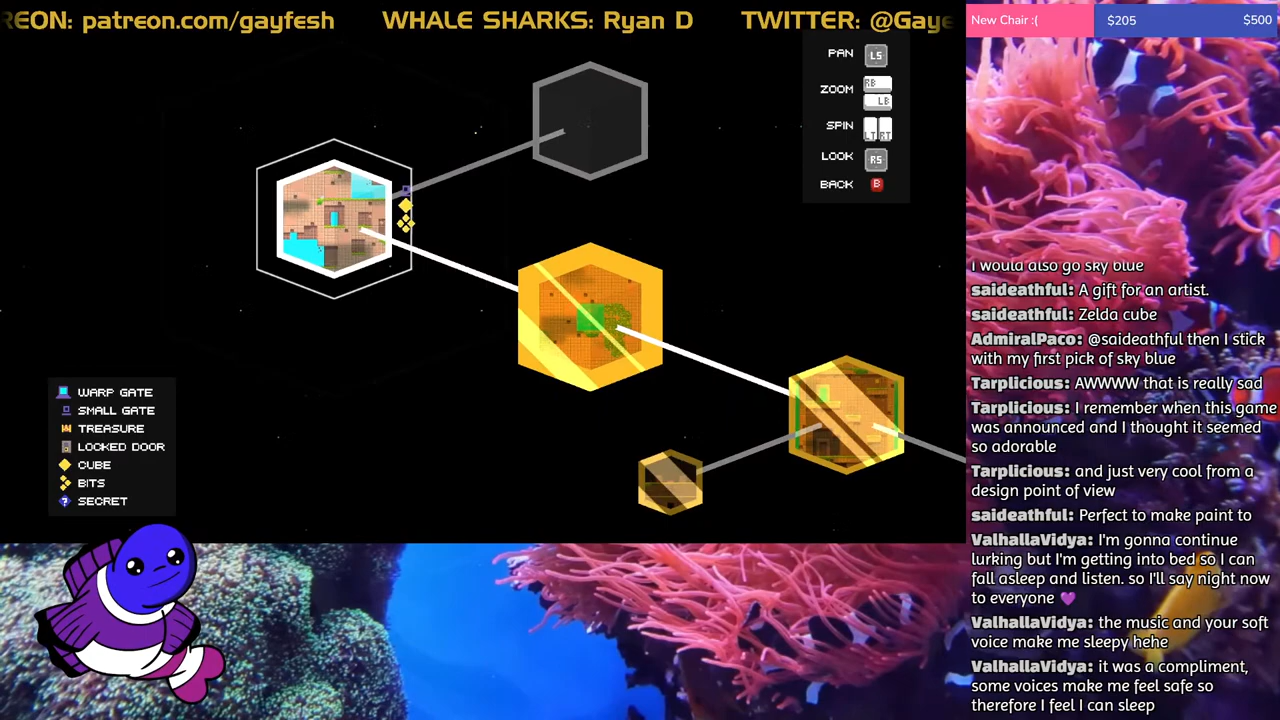 REON: patreon.com/gayfesh WHALE SHARKS: Ryan D TWITTER: @Gaye
New Chair :( $205 $500
PAN LS
ZOOM RB LB
SPIN LT RT
LOOK RS
BACK B
WARP GATE
SMALL GATE
TREASURE
LOCKED DOOR
CUBE
BITS
? SECRET
I would also go sky blue
saideathful: A gift for an artist.
saideathful: Zelda cube
AdmiralPaco: @saideathful then I stick
with my first pick of sky blue
Tarplicious: AWWWW that is really sad
Tarplicious: I remember when this game
was announced and I thought it seemed
so adorable
Tarplicious: and just very cool from a
design point of view
saideathful: Perfect to make paint to
ValhallaVidya: I'm gonna continue
lurking but I'm getting into bed so I can
fall asleep and listen. so I'll say night now
to everyone 💜
ValhallaVidya: the music and your soft
voice make me sleepy hehe
ValhallaVidya: it was a compliment,
some voices make me feel safe so
therefore I feel I can sleep